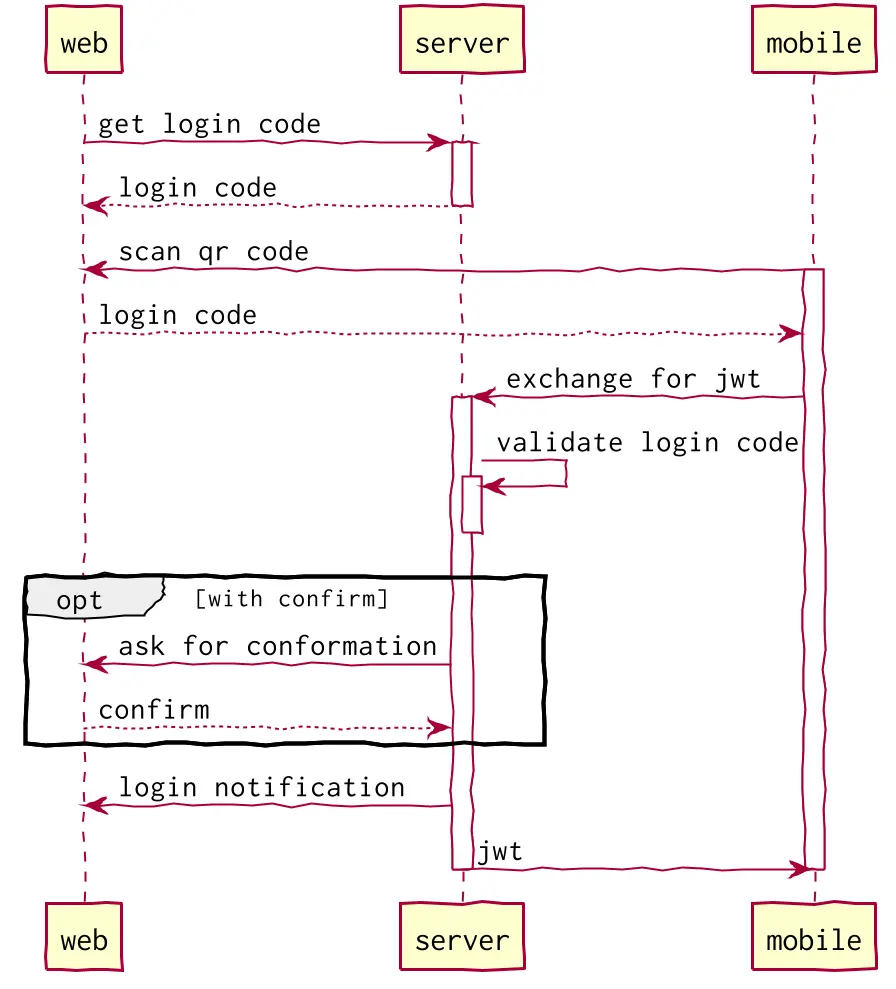 web server mobile
get login code
login code
scan qr code
login code
exchange for jwt
validate login code
opt [with confirm]
ask for conformation
confirm
login notification
jwt
web server mobile